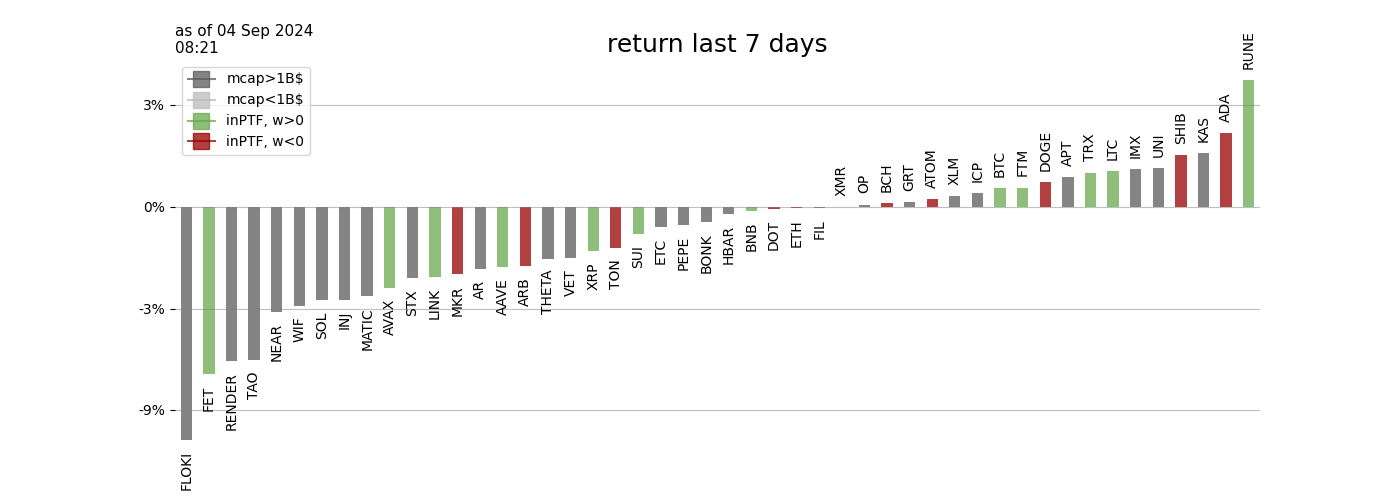 as of 04 Sep 2024
08:21
return last 7 days
mcap>1B$
mcap<1B$
inPTF, w>0
inPTF, w<0
3%
0%
-3%
-9%
FLOKI
FET
RENDER
TAO
NEAR
WIF
SOL
INJ
MATIC
AVAX
STX
LINK
MKR
AR
AAVE
ARB
THETA
VET
XRP
TON
SUI
ETC
PEPE
BONK
HBAR
BNB
DOT
ETH
FIL
XMR
OP
BCH
GRT
ATOM
XLM
ICP
BTC
FTM
DOGE
APT
TRX
LTC
IMX
UNI
SHIB
KAS
ADA
RUNE